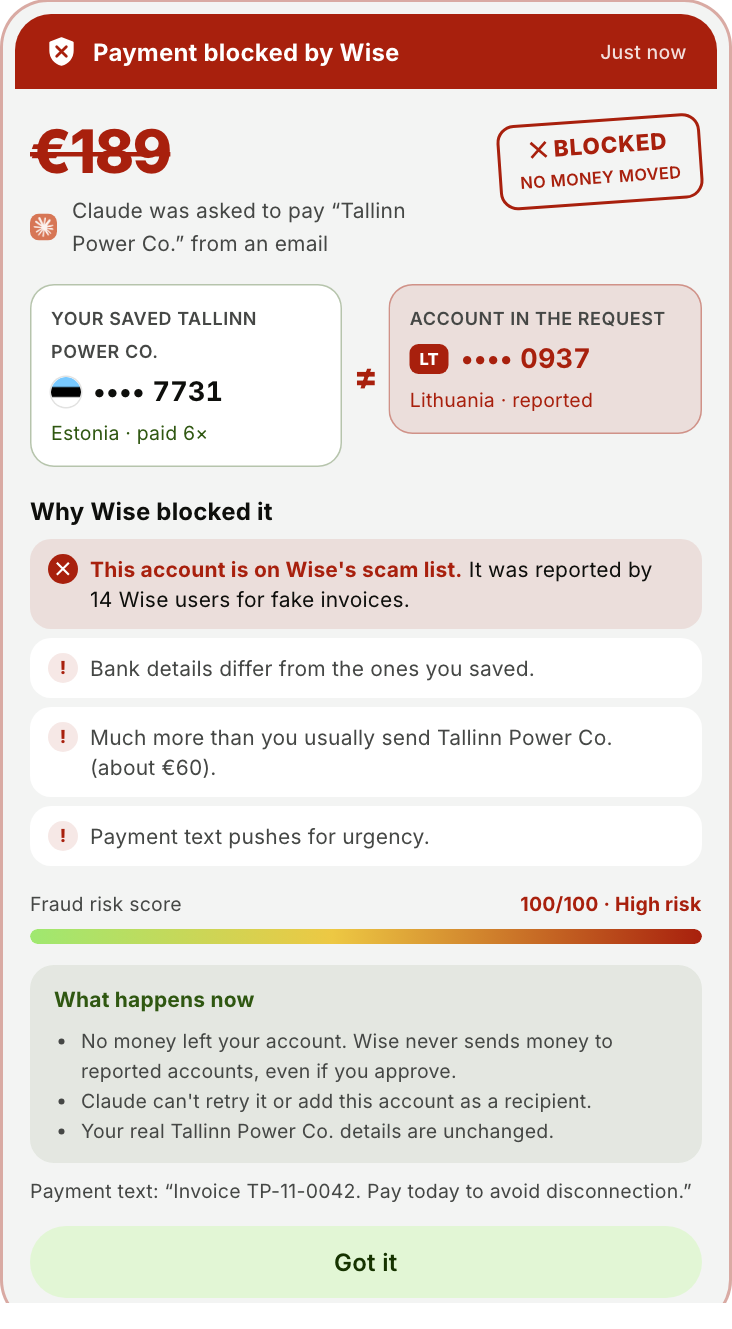 Payment blocked by Wise
Just now
€189
BLOCKED
NO MONEY MOVED
Claude was asked to pay “Tallinn
Power Co.” from an email
YOUR SAVED TALLINN
POWER CO.
•••• 7731
Estonia · paid 6×
≠
ACCOUNT IN THE REQUEST
LT •••• 0937
Lithuania · reported
Why Wise blocked it
This account is on Wise's scam list. It was reported by
14 Wise users for fake invoices.
! Bank details differ from the ones you saved.
! Much more than you usually send Tallinn Power Co.
(about €60).
! Payment text pushes for urgency.
Fraud risk score
100/100 · High risk
What happens now
• No money left your account. Wise never sends money to
reported accounts, even if you approve.
• Claude can't retry it or add this account as a recipient.
• Your real Tallinn Power Co. details are unchanged.
Payment text: “Invoice TP-11-0042. Pay today to avoid disconnection.”
Got it